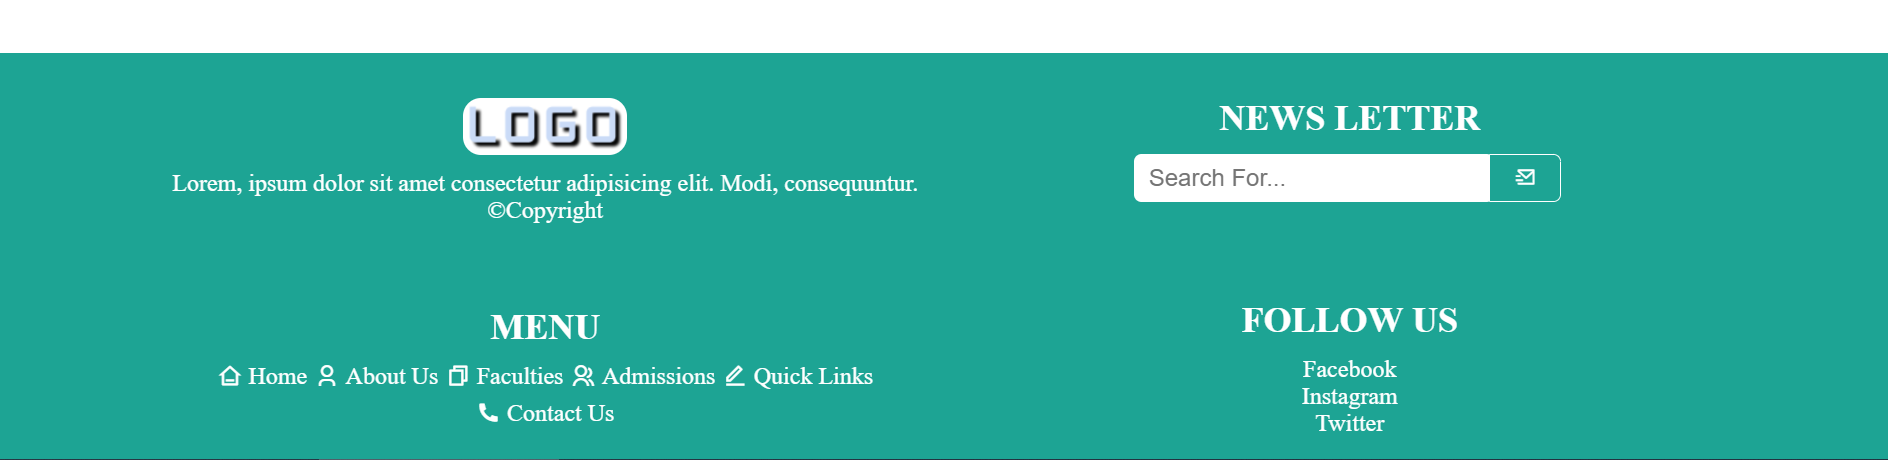 LOGO
Lorem, ipsum dolor sit amet consectetur adipisicing elit. Modi, consequuntur.
©Copyright
NEWS LETTER
Search For...
MENU
Home About Us Faculties Admissions Quick Links
Contact Us
FOLLOW US
Facebook
Instagram
Twitter